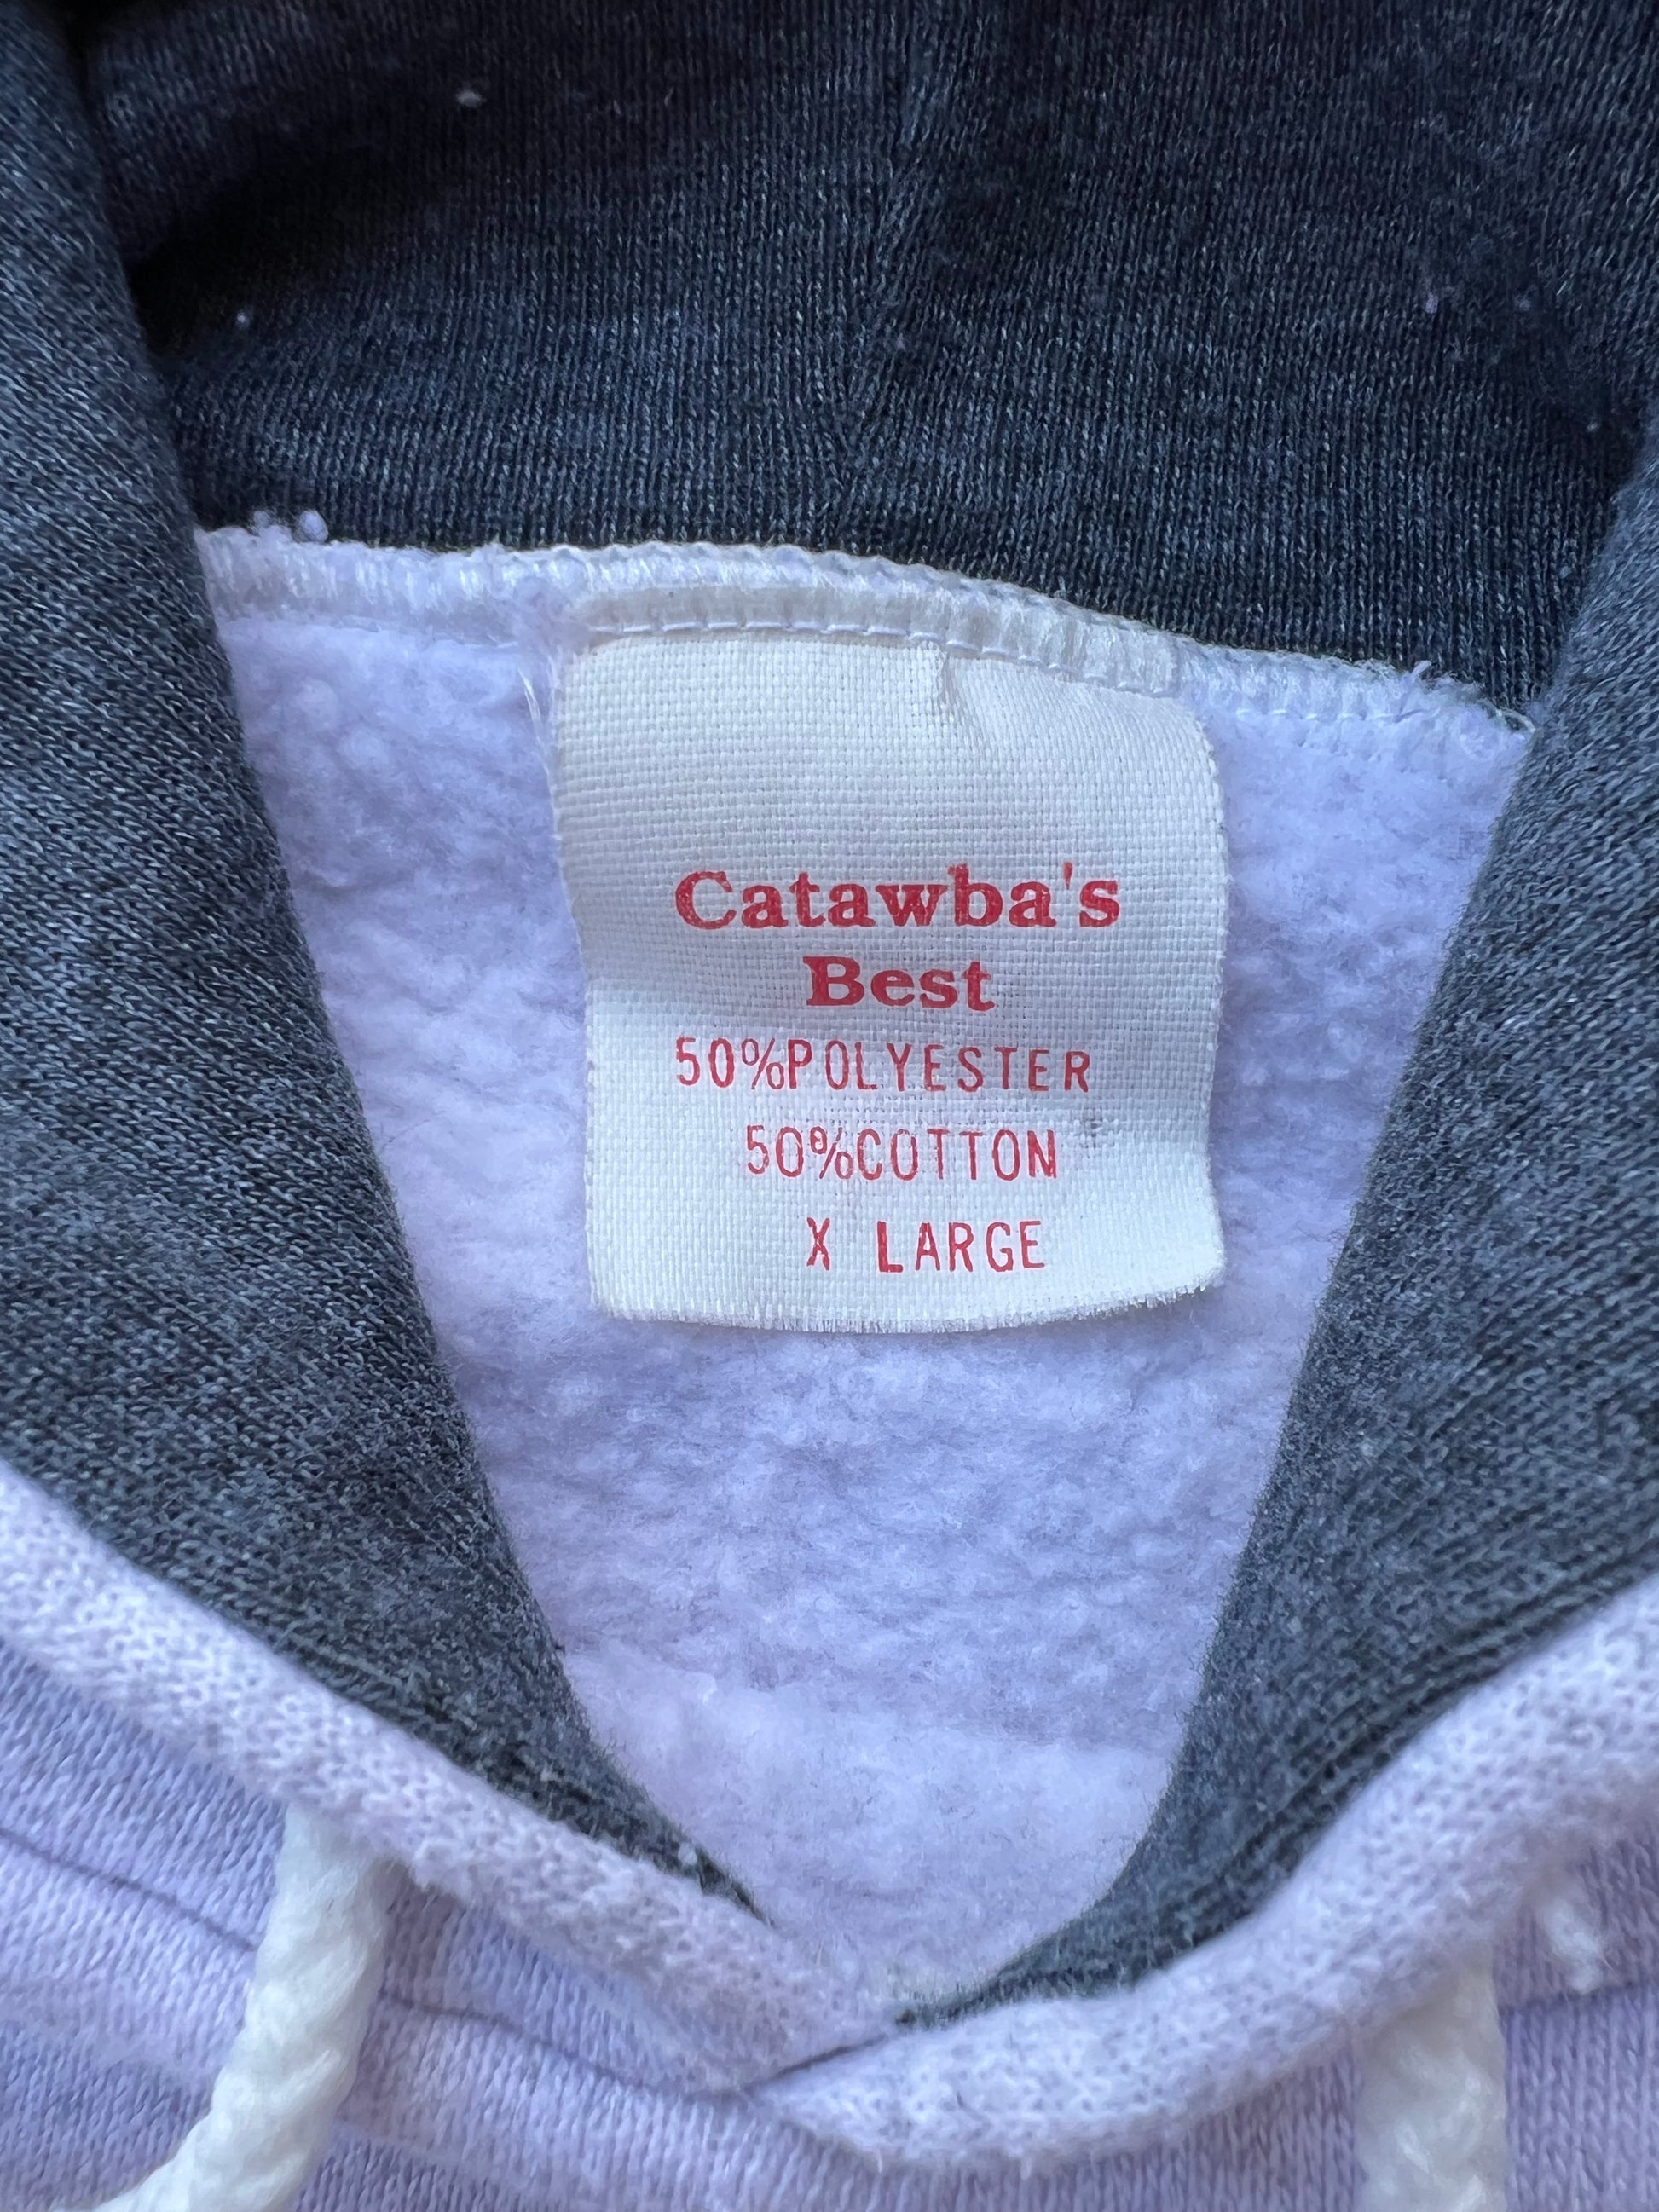 Catawba's
Best
50%POLYESTER
50%COTTON
X LARGE